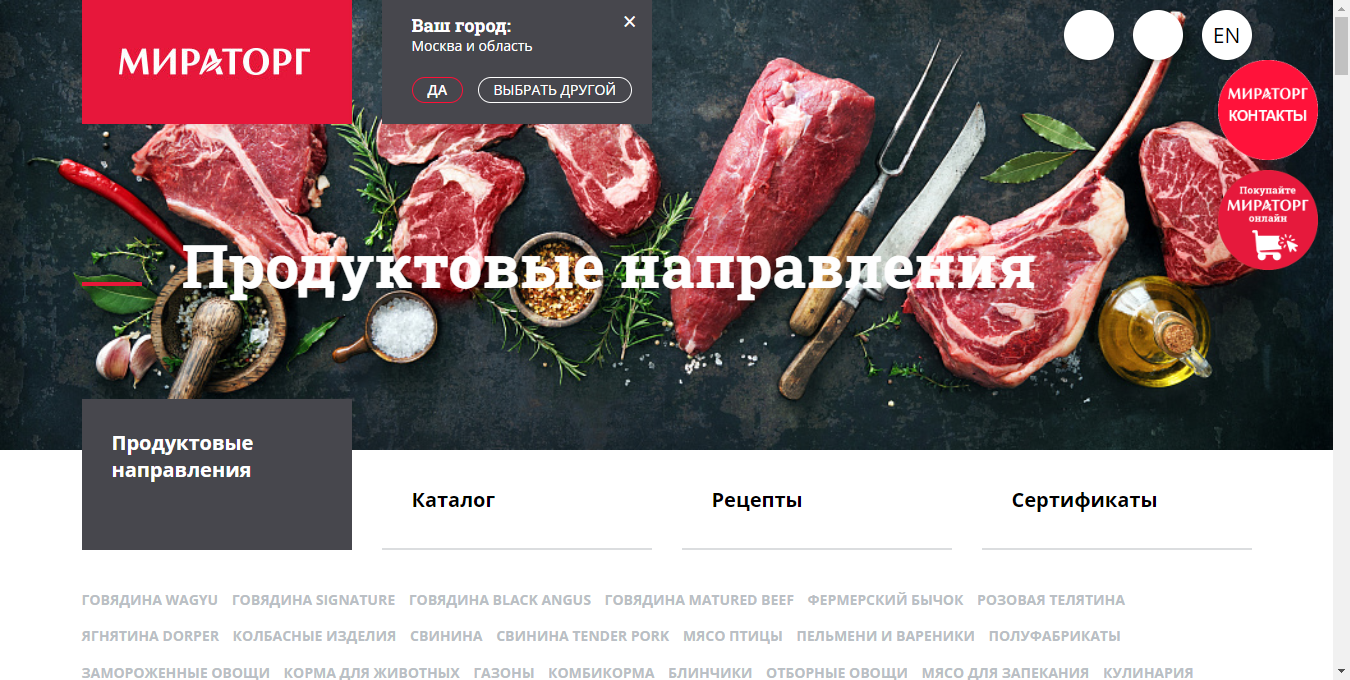 МИРАТОРГ
Ваш город:
Москва и область
ДА
ВЫБРАТЬ ДРУГОЙ
EN
МИРАТОРГ
КОНТАКТЫ
Покупайте
МИРАТОРГ
онлайн
Продуктовые направления
Продуктовые
направления
Каталог
Рецепты
Сертификаты
ГОВЯДИНА WAGYU ГОВЯДИНА SIGNATURE ГОВЯДИНА BLACK ANGUS ГОВЯДИНА MATURED BEEF ФЕРМЕРСКИЙ БЫЧОК РОЗОВАЯ ТЕЛЯТИНА
ЯГНЯТИНА DORPER КОЛБАСНЫЕ ИЗДЕЛИЯ СВИНИНА СВИНИНА TENDER PORK МЯСО ПТИЦЫ ПЕЛЬМЕНИ И ВАРЕНИКИ ПОЛУФАБРИКАТЫ
ЗАМОРОЖЕННЫЕ ОВОЩИ КОРМА ДЛЯ ЖИВОТНЫХ ГАЗОНЫ КОМБИКОРМА БЛИНЧИКИ ОТБОРНЫЕ ОВОЩИ МЯСО ДЛЯ ЗАПЕКАНИЯ КУЛИНАРИЯ